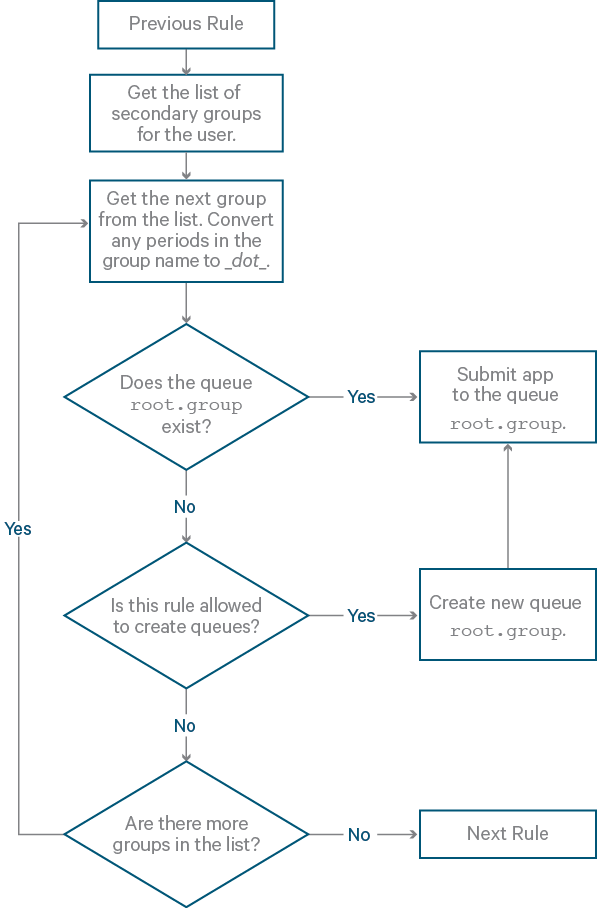 Previous Rule
Get the list of
secondary groups
for the user.
Get the next group
from the list. Convert
any periods in the
group name to _dot_.
Does the queue
root.group
exist?
Yes
Submit app
to the queue
root.group.
No
Yes
Is this rule allowed
to create queues?
Yes
Create new queue
root.group.
No
Are there more
groups in the list?
No
Next Rule